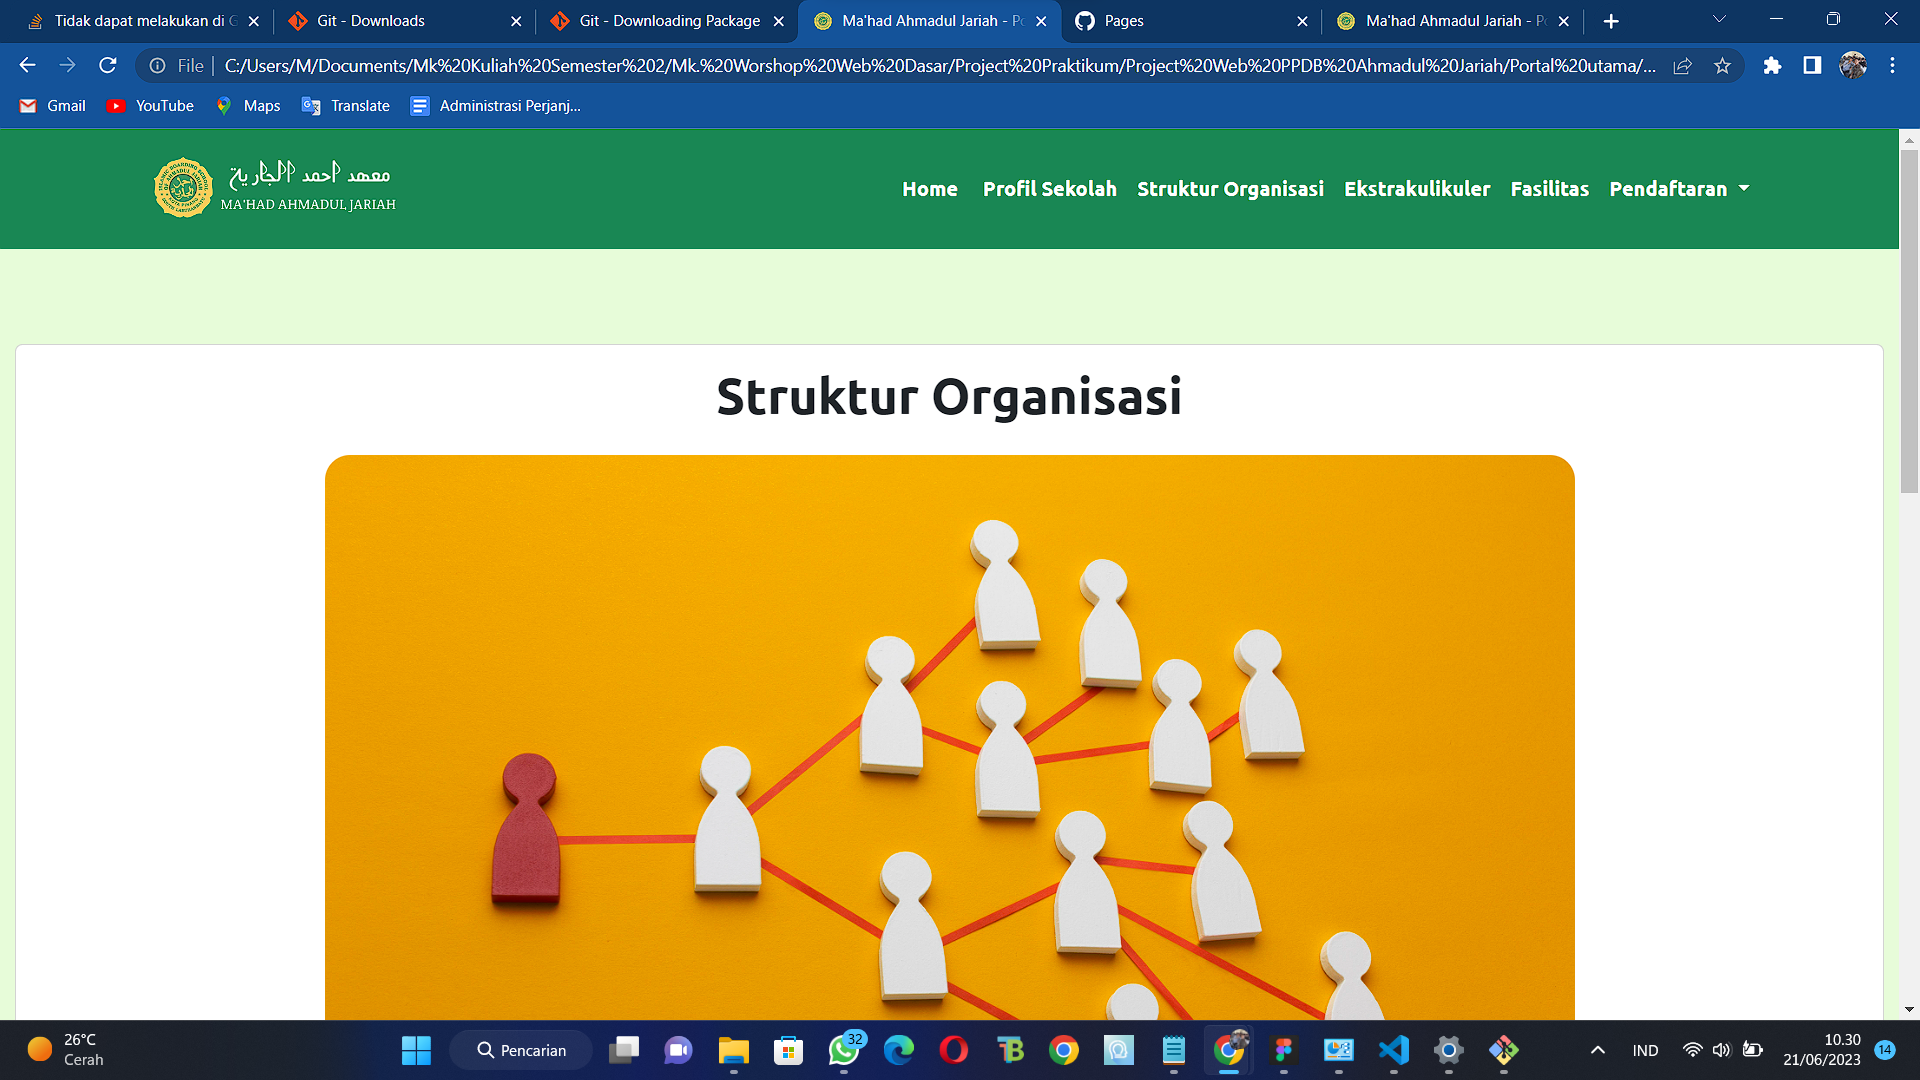 Tidak dapat melakukan di G
Git - Downloads
Git - Downloading Package
Ma'had Ahmadul Jariah - Po
Pages
Ma'had Ahmadul Jariah - Po
File
C:/Users/M/Documents/Mk%20Kuliah%20Semester%202/Mk.%20Worshop%20Web%20Dasar/Project%20Praktikum/Project%20Web%20PPDB%20Ahmadul%20Jariah/Portal%20utama/...
Gmail
YouTube
Maps
Translate
Administrasi Perjanj...
معهد احمد الجارية
MA'HAD AHMADUL JARIAH
Home
Profil Sekolah
Struktur Organisasi
Ekstrakulikuler
Fasilitas
Pendaftaran
Struktur Organisasi
26°C
Cerah
Pencarian
32
IND
10.30
21/06/2023
14